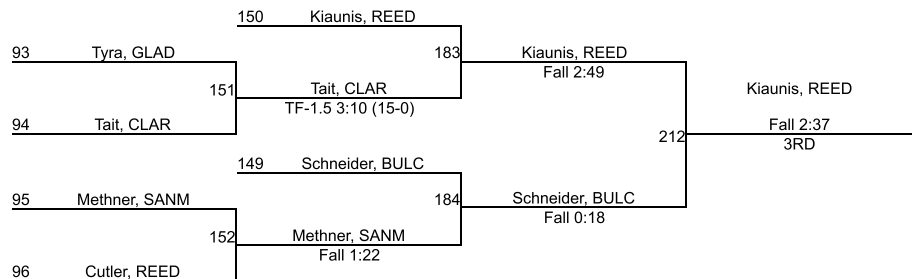 150 Kiaunis, REED
93 Tyra, GLAD
183 Kiaunis, REED
Fall 2:49
151 Tait, CLAR
TF-1.5 3:10 (15-0)
Kiaunis, REED
94 Tait, CLAR
212 Fall 2:37
3RD
149 Schneider, BULC
95 Methner, SANM
184 Schneider, BULC
Fall 0:18
152 Methner, SANM
Fall 1:22
96 Cutler, REED